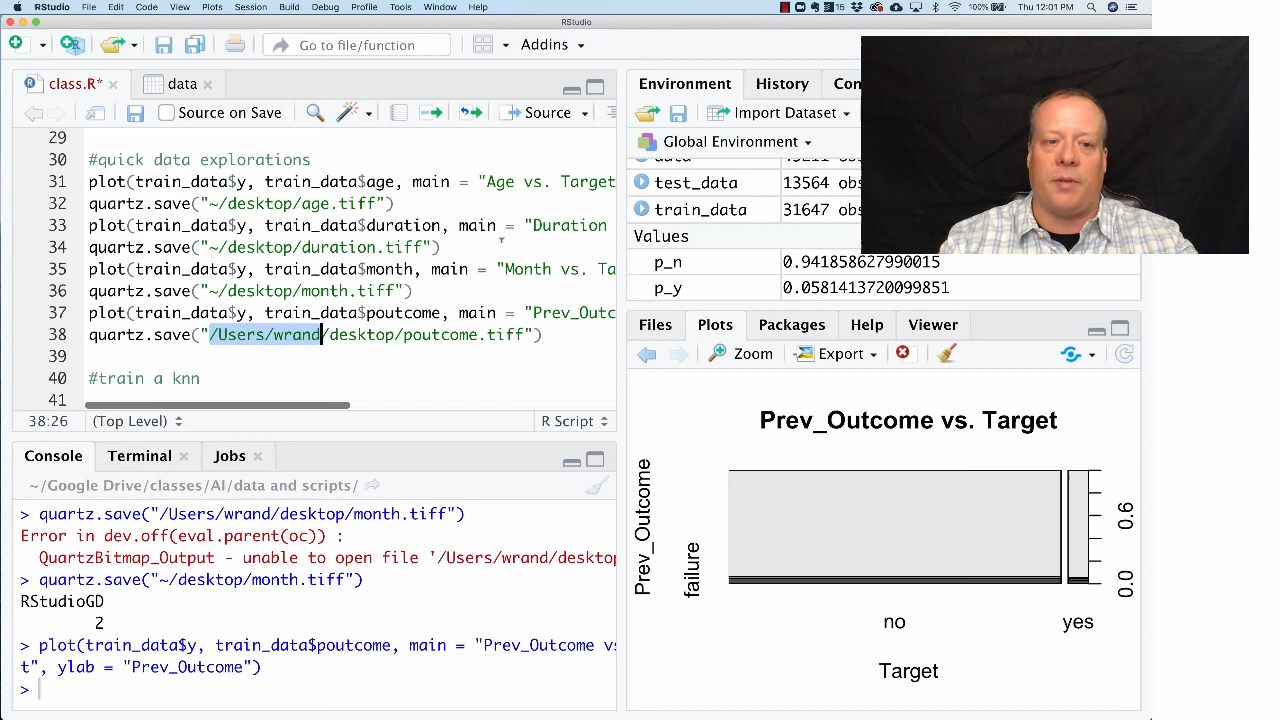 RStudio File Edit Code View Plots Session Build Debug Profile Tools Window Help
15 100% Thu 12:01 PM
RStudio
Go to file/function
Addins
class.R*
data
Source on Save
Source
29
30 #quick data explorations
31 plot(train_data$y, train_data$age, main = "Age vs. Target
32 quartz.save("~/desktop/age.tiff")
33 plot(train_data$y, train_data$duration, main = "Duration
34 quartz.save("~/desktop/duration.tiff")
35 plot(train_data$y, train_data$month, main = "Month vs. Ta
36 quartz.save("~/desktop/month.tiff")
37 plot(train_data$y, train_data$poutcome, main = "Prev_Outc
38 quartz.save("/Users/wrand/desktop/poutcome.tiff")
39
40 #train a knn
41
38:26 (Top Level) R Script
Console Terminal Jobs
~/Google Drive/classes/AI/data and scripts/
> quartz.save("/Users/wrand/desktop/month.tiff")
Error in dev.off(eval.parent(oc)) :
QuartzBitmap_Output - unable to open file '/Users/wrand/desktop
> quartz.save("~/desktop/month.tiff")
RStudioGD
2
> plot(train_data$y, train_data$poutcome, main = "Prev_Outcome vs
t", ylab = "Prev_Outcome")
>
Environment History Con
Import Dataset
Global Environment
test_data 13564 obs
train_data 31647 obs
Values
p_n 0.941858627990015
p_y 0.0581413720099851
Files Plots Packages Help Viewer
Zoom Export
Prev_Outcome vs. Target
Prev_Outcome
failure
0.6
0.0
no yes
Target